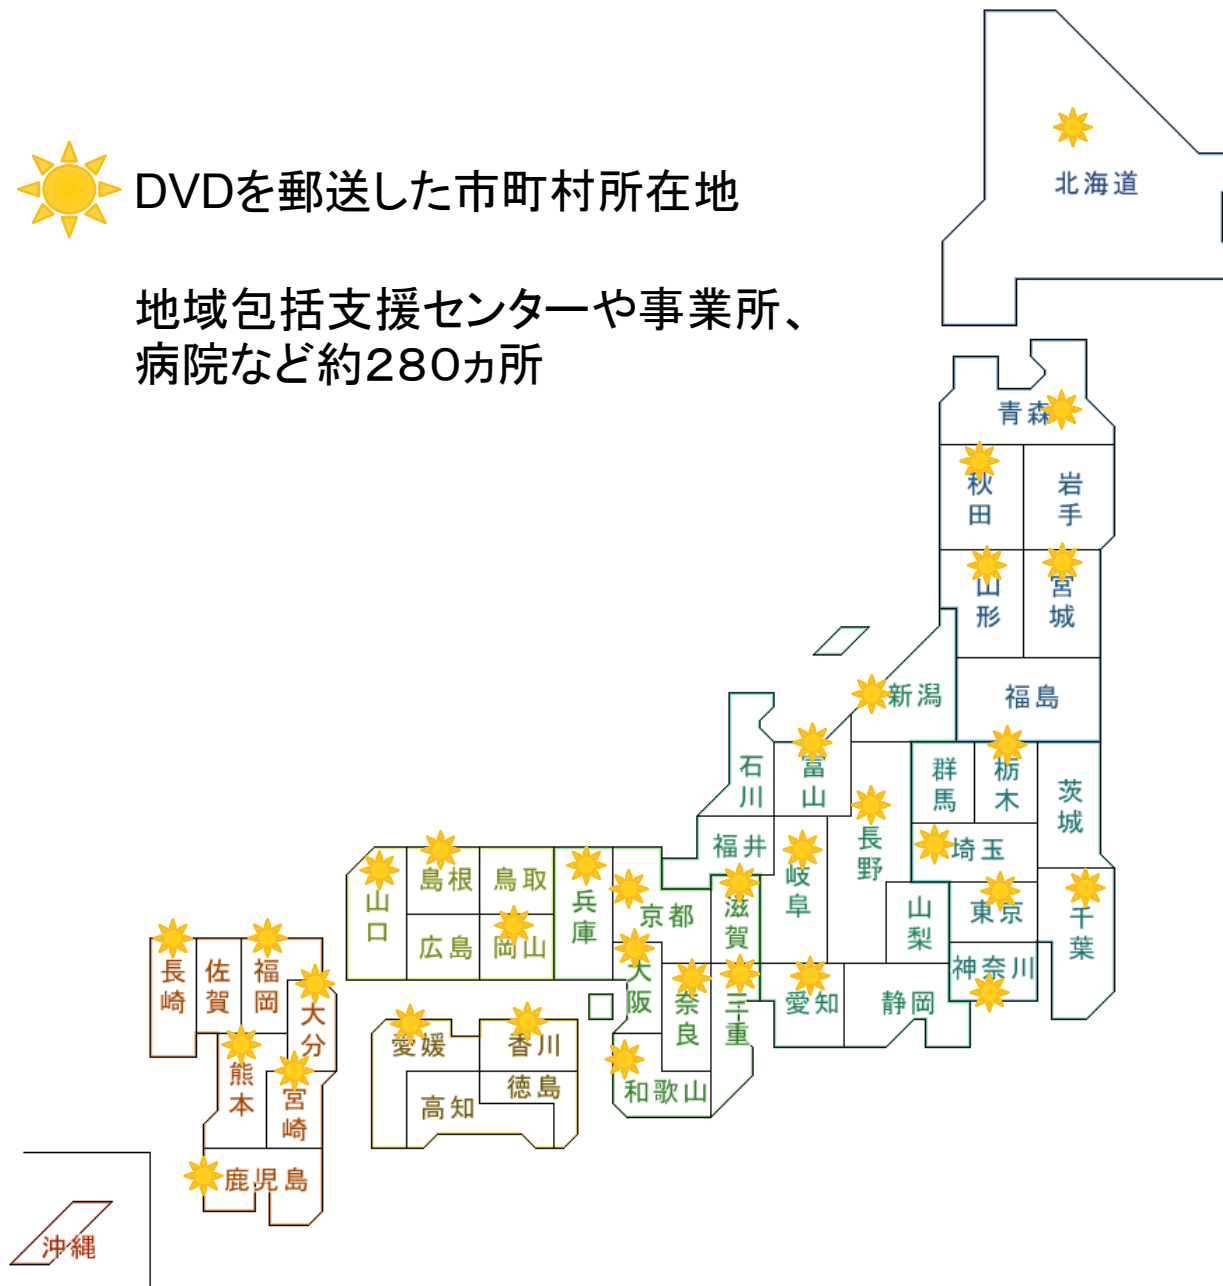 DVDを郵送した市町村所在地
地域包括支援センターや事業所、
病院など約280ヵ所
北海道
青森
秋田
岩手
山形
宮城
新潟
福島
石川
富山
群馬
栃木
茨城
福井
岐阜
長野
埼玉
山梨
東京
千葉
神奈川
山口
島根
鳥取
兵庫
京都
滋賀
広島
岡山
大阪
奈良
三重
愛知
静岡
和歌山
長崎
佐賀
福岡
大分
熊本
宮崎
鹿児島
愛媛
香川
徳島
高知
沖縄